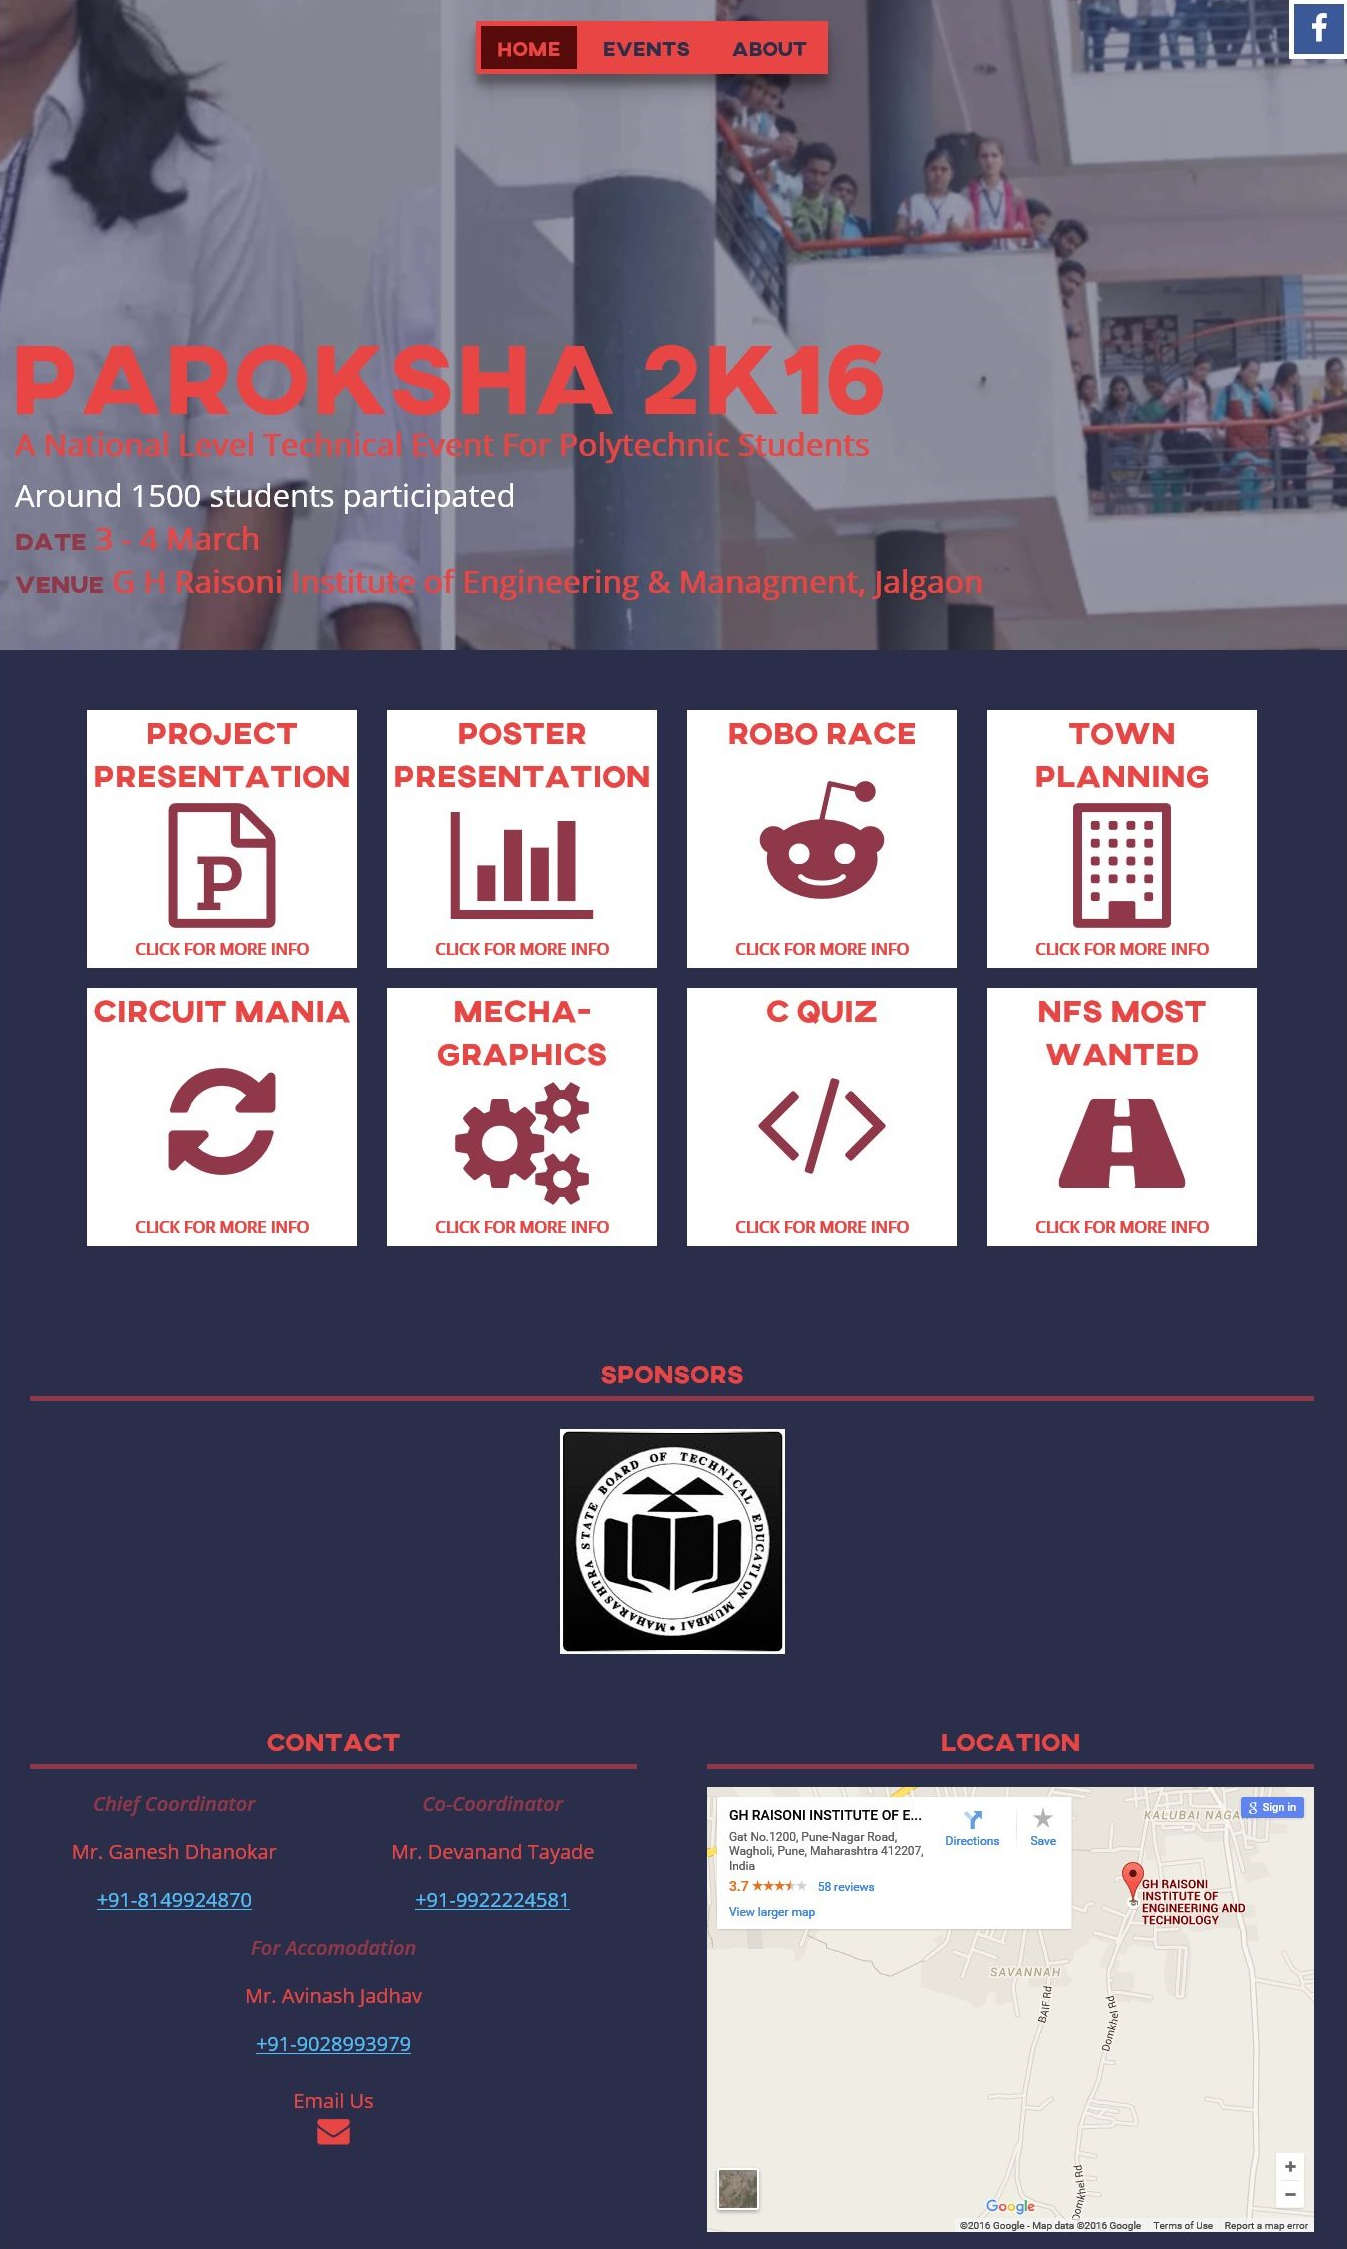 HOME EVENTS ABOUT
PAROKSHA 2K16
A National Level Technical Event For Polytechnic Students
Around 1500 students participated
DATE 3 - 4 March
VENUE G H Raisoni Institute of Engineering & Managment, Jalgaon
PROJECT
PRESENTATION
P
CLICK FOR MORE INFO
POSTER
PRESENTATION
CLICK FOR MORE INFO
ROBO RACE
CLICK FOR MORE INFO
TOWN
PLANNING
CLICK FOR MORE INFO
CIRCUIT MANIA
CLICK FOR MORE INFO
MECHA-
GRAPHICS
CLICK FOR MORE INFO
C QUIZ
CLICK FOR MORE INFO
NFS MOST
WANTED
CLICK FOR MORE INFO
SPONSORS
MAHARASHTRA STATE BOARD OF TECHNICAL EDUCATION MUMBAI
CONTACT
Chief Coordinator
Mr. Ganesh Dhanokar
+91-8149924870
Co-Coordinator
Mr. Devanand Tayade
+91-9922224581
For Accomodation
Mr. Avinash Jadhav
+91-9028993979
Email Us
LOCATION
GH RAISONI INSTITUTE OF E...
Gat No.1200, Pune-Nagar Road,
Wagholi, Pune, Maharashtra 412207,
India
3.7 58 reviews
View larger map
Directions
Save
KALUBAI NAGA
Sign in
GH RAISONI
INSTITUTE OF
ENGINEERING AND
TECHNOLOGY
SAVANNAH
BAIF Rd
Domkhel Rd
Domkhel Rd
Google
©2016 Google - Map data ©2016 Google Terms of Use Report a map error